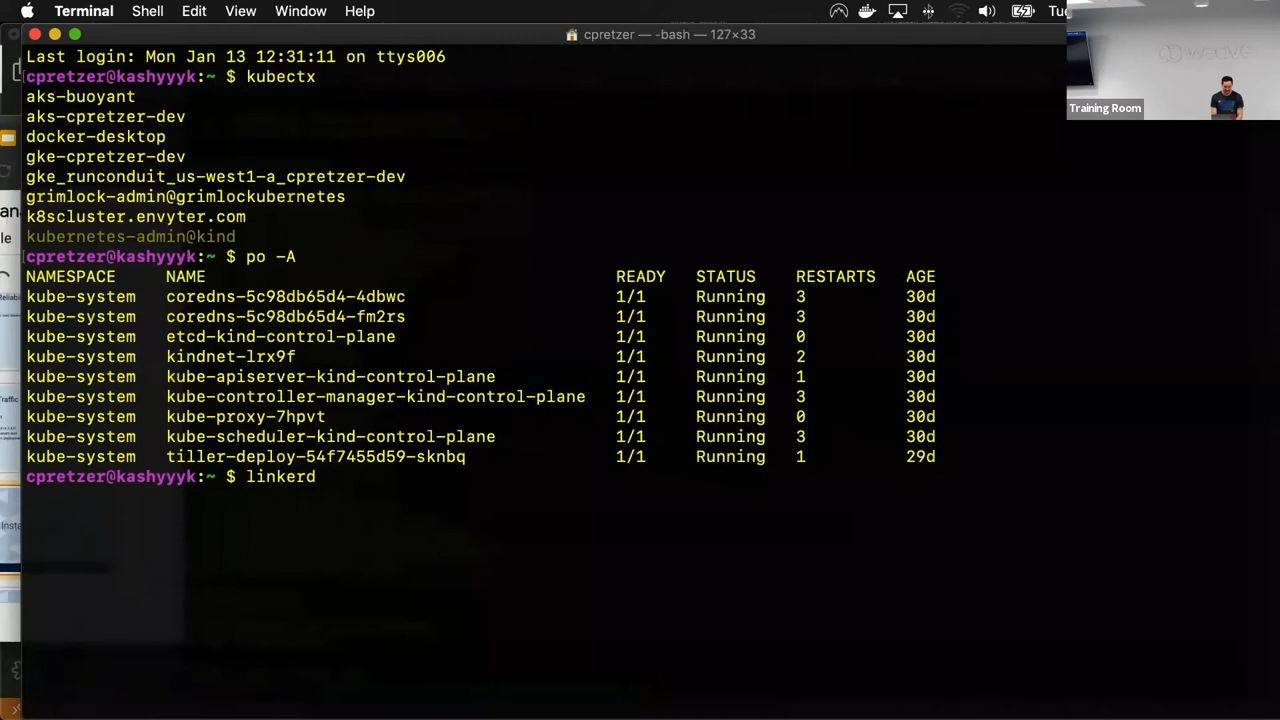 Terminal Shell Edit View Window Help Tu
cpretzer — -bash — 127×33
Last login: Mon Jan 13 12:31:11 on ttys006
cpretzer@kashyyyk:~ $ kubectx
aks-buoyant
aks-cpretzer-dev
docker-desktop
gke-cpretzer-dev
gke_runconduit_us-west1-a_cpretzer-dev
grimlock-admin@grimlockubernetes
k8scluster.envyter.com
kubernetes-admin@kind
cpretzer@kashyyyk:~ $ po -A
NAMESPACE NAME READY STATUS RESTARTS AGE
kube-system coredns-5c98db65d4-4dbwc 1/1 Running 3 30d
kube-system coredns-5c98db65d4-fm2rs 1/1 Running 3 30d
kube-system etcd-kind-control-plane 1/1 Running 0 30d
kube-system kindnet-lrx9f 1/1 Running 2 30d
kube-system kube-apiserver-kind-control-plane 1/1 Running 1 30d
kube-system kube-controller-manager-kind-control-plane 1/1 Running 3 30d
kube-system kube-proxy-7hpvt 1/1 Running 0 30d
kube-system kube-scheduler-kind-control-plane 1/1 Running 3 30d
kube-system tiller-deploy-54f7455d59-sknbq 1/1 Running 1 29d
cpretzer@kashyyyk:~ $ linkerd
Training Room